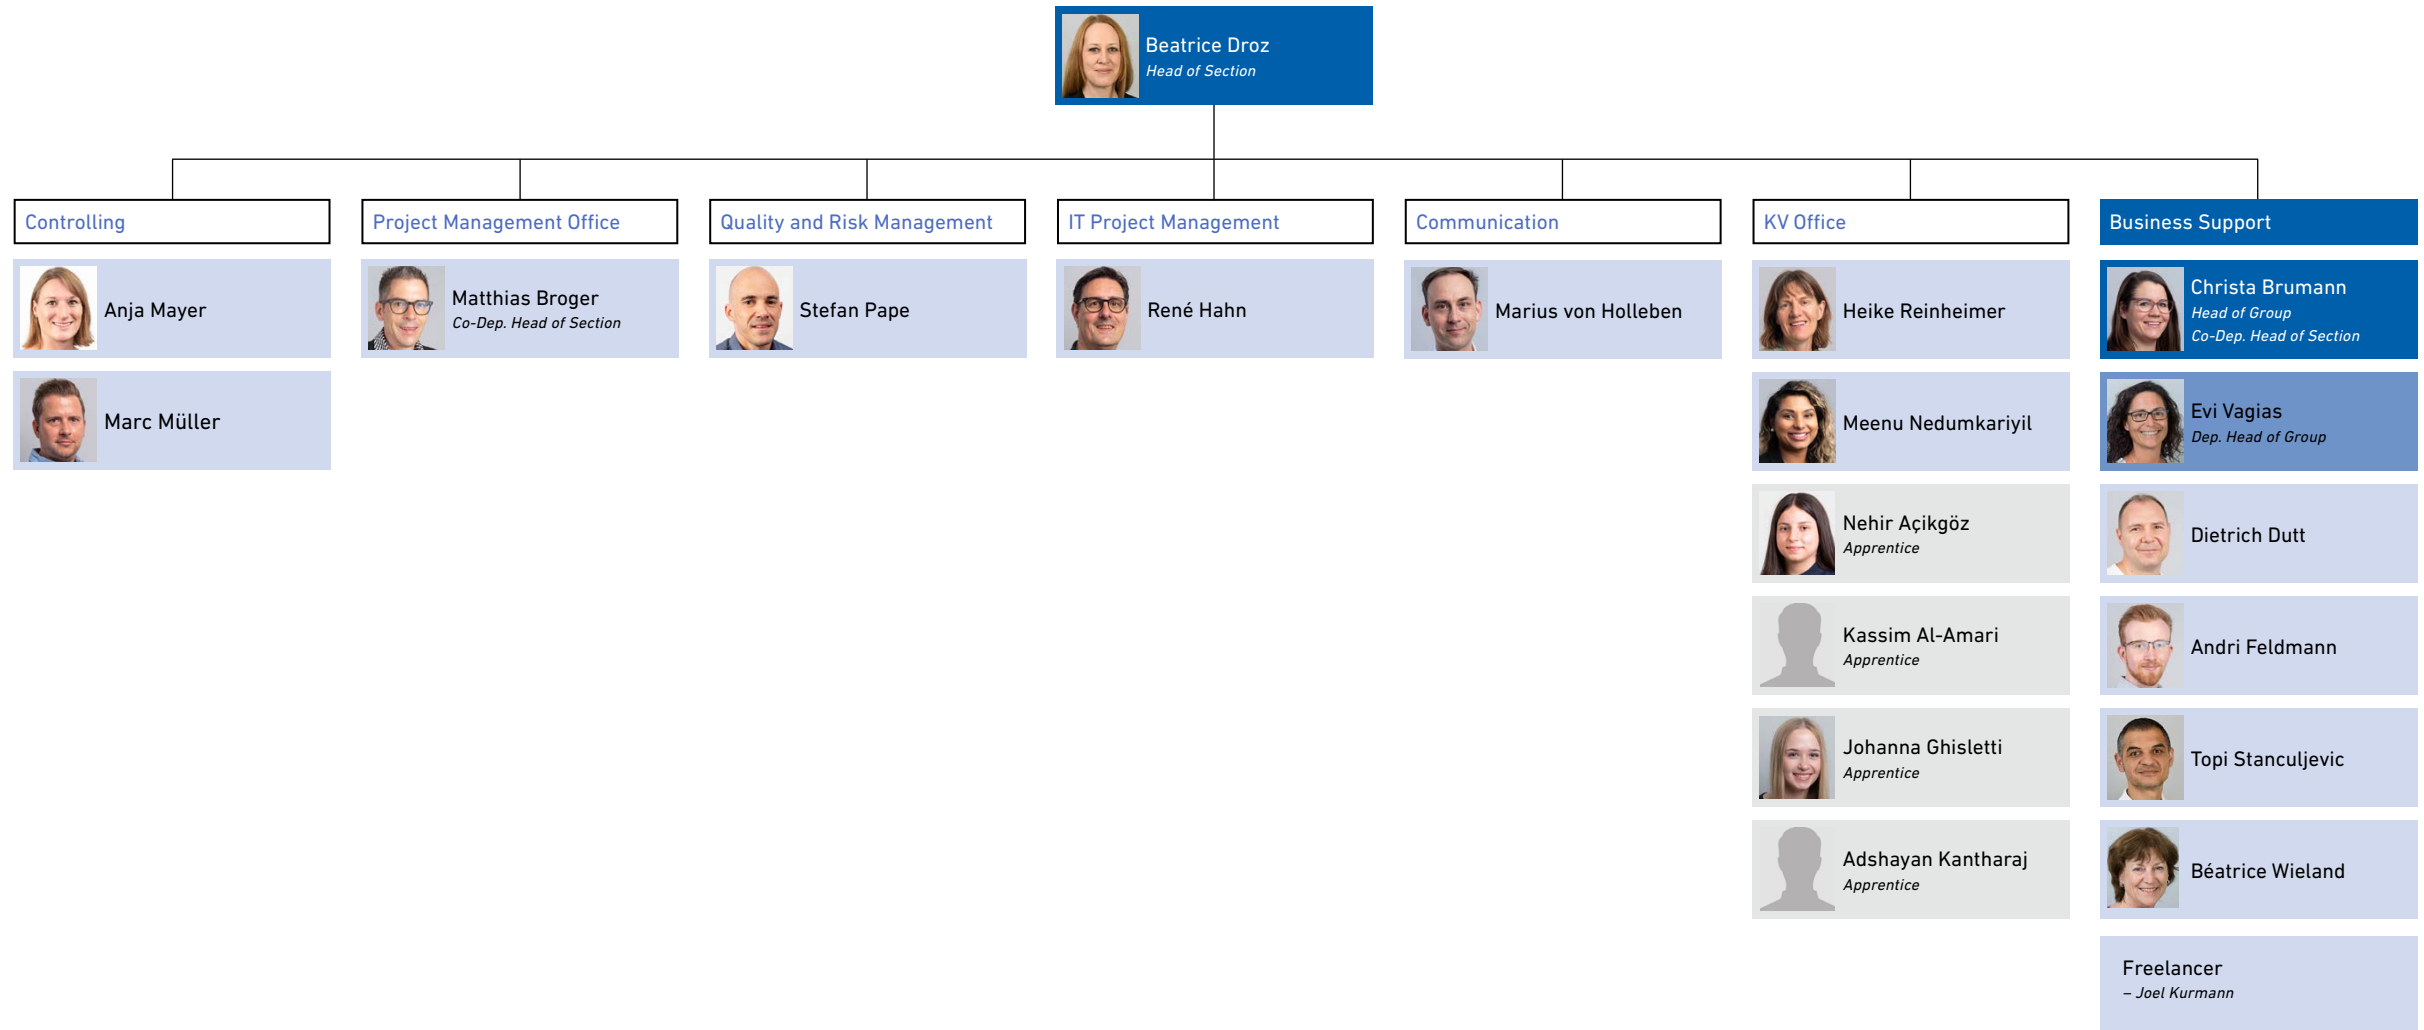 Beatrice Droz
Head of Section
Controlling
Project Management Office
Quality and Risk Management
IT Project Management
Communication
KV Office
Business Support
Anja Mayer
Marc Müller
Matthias Broger
Co-Dep. Head of Section
Stefan Pape
René Hahn
Marius von Holleben
Heike Reinheimer
Meenu Nedumkariyil
Nehir Açikgöz
Apprentice
Kassim Al-Amari
Apprentice
Johanna Ghisletti
Apprentice
Adshayan Kantharaj
Apprentice
Christa Brumann
Head of Group
Co-Dep. Head of Section
Evi Vagias
Dep. Head of Group
Dietrich Dutt
Andri Feldmann
Topi Stanculjevic
Béatrice Wieland
Freelancer
– Joel Kurmann